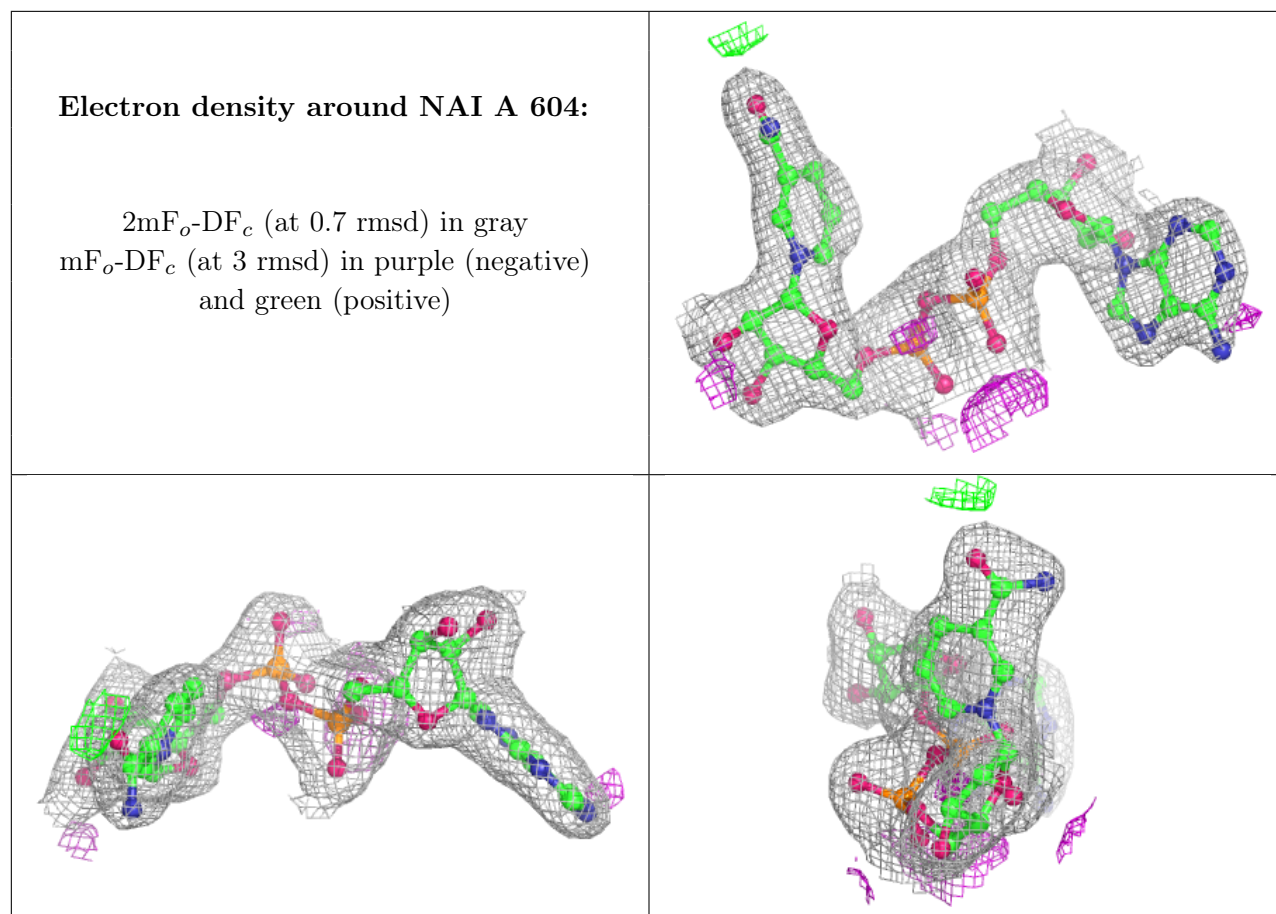 Electron density around NAI A 604:
2mFₒ-DF𝒸 (at 0.7 rmsd) in gray
mFₒ-DF𝒸 (at 3 rmsd) in purple (negative)
and green (positive)